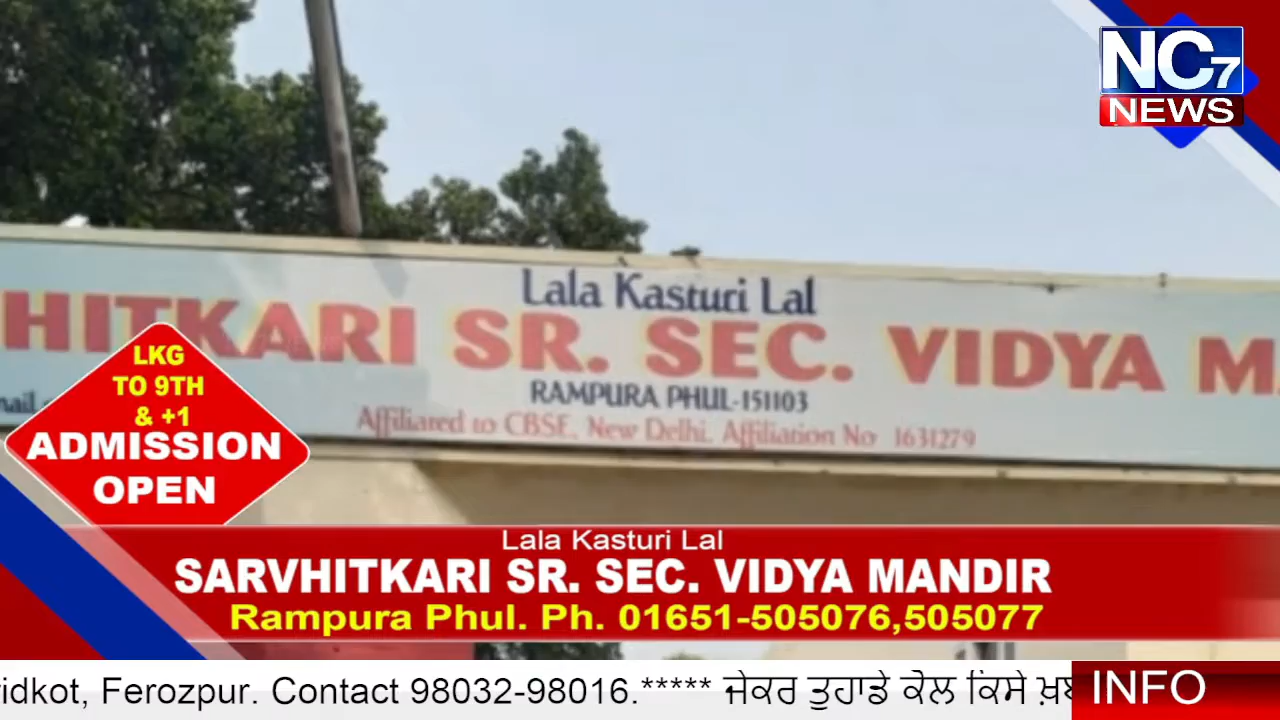 NC7
NEWS
Lala Kasturi Lal
HITKARI SR. SEC. VIDYA M
RAMPURA PHUL-151103
Affiliared to CBSE, New Delhi. Affiliation No 1631279
LKG
TO 9TH
& +1
ADMISSION
OPEN
Lala Kasturi Lal
SARVHITKARI SR. SEC. VIDYA MANDIR
Rampura Phul. Ph. 01651-505076,505077
ridkot, Ferozpur. Contact 98032-98016.***** ਜੇਕਰ ਤੁਹਾਡੇ ਕੋਲ ਕਿਸੇ
INFO